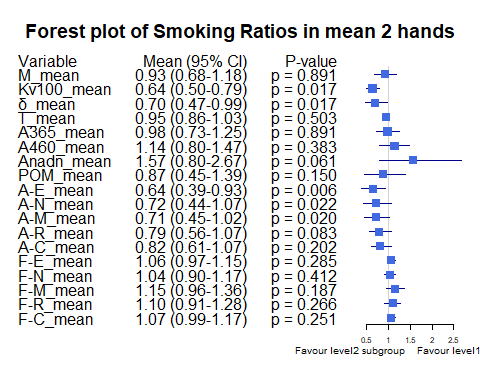 Forest plot of Smoking Ratios in mean 2 hands
Variable Mean (95% CI) P-value
M_mean 0.93 (0.68-1.18) p = 0.891
Kv100_mean 0.64 (0.50-0.79) p = 0.017
δ_mean 0.70 (0.47-0.99) p = 0.017
T_mean 0.95 (0.86-1.03) p = 0.503
A365_mean 0.98 (0.73-1.25) p = 0.891
A460_mean 1.14 (0.80-1.47) p = 0.383
Anadn_mean 1.57 (0.80-2.67) p = 0.061
POM_mean 0.87 (0.45-1.39) p = 0.150
A-E_mean 0.64 (0.39-0.93) p = 0.006
A-N_mean 0.72 (0.44-1.07) p = 0.022
A-M_mean 0.71 (0.45-1.02) p = 0.020
A-R_mean 0.79 (0.56-1.07) p = 0.083
A-C_mean 0.82 (0.61-1.07) p = 0.202
F-E_mean 1.06 (0.97-1.15) p = 0.285
F-N_mean 1.04 (0.90-1.17) p = 0.412
F-M_mean 1.15 (0.96-1.36) p = 0.187
F-R_mean 1.10 (0.91-1.28) p = 0.266
F-C_mean 1.07 (0.99-1.17) p = 0.251
0.5 1 1.5 2 2.5
Favour level2 subgroup Favour level1